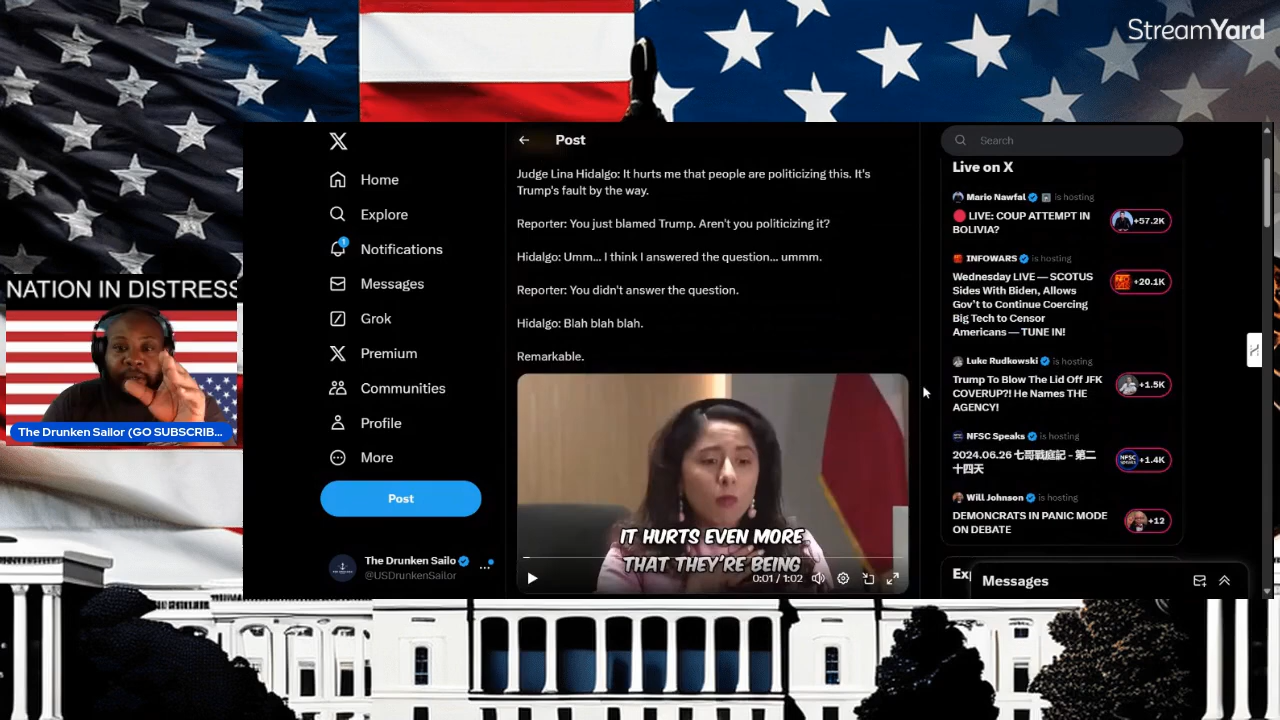 StreamYard
NATION IN DISTRESS
The Drunken Sailor (GO SUBSCRIB...
Home
Explore
1
Notifications
Messages
Grok
Premium
Communities
Profile
More
Post
The Drunken Sailo
@USDrunkenSailor
Post
Judge Lina Hidalgo: It hurts me that people are politicizing this. It's
Trump's fault by the way.
Reporter: You just blamed Trump. Aren't you politicizing it?
Hidalgo: Umm... I think I answered the question... ummm.
Reporter: You didn't answer the question.
Hidalgo: Blah blah blah.
Remarkable.
IT HURTS EVEN MORE
THAT THEY'RE BEING
0:01 / 1:02
Search
Live on X
Mario Nawfal is hosting
LIVE: COUP ATTEMPT IN
BOLIVIA?
+57.2K
INFOWARS is hosting
Wednesday LIVE — SCOTUS
Sides With Biden, Allows
Gov't to Continue Coercing
Big Tech to Censor
Americans — TUNE IN!
+20.1K
Luke Rudkowski is hosting
Trump To Blow The Lid Off JFK
COVERUP?! He Names THE
AGENCY!
+1.5K
NFSC Speaks is hosting
2024.06.26 七哥戰庭記 - 第二
十四天
+1.4K
Will Johnson is hosting
DEMONCRATS IN PANIC MODE
ON DEBATE
+12
Messages